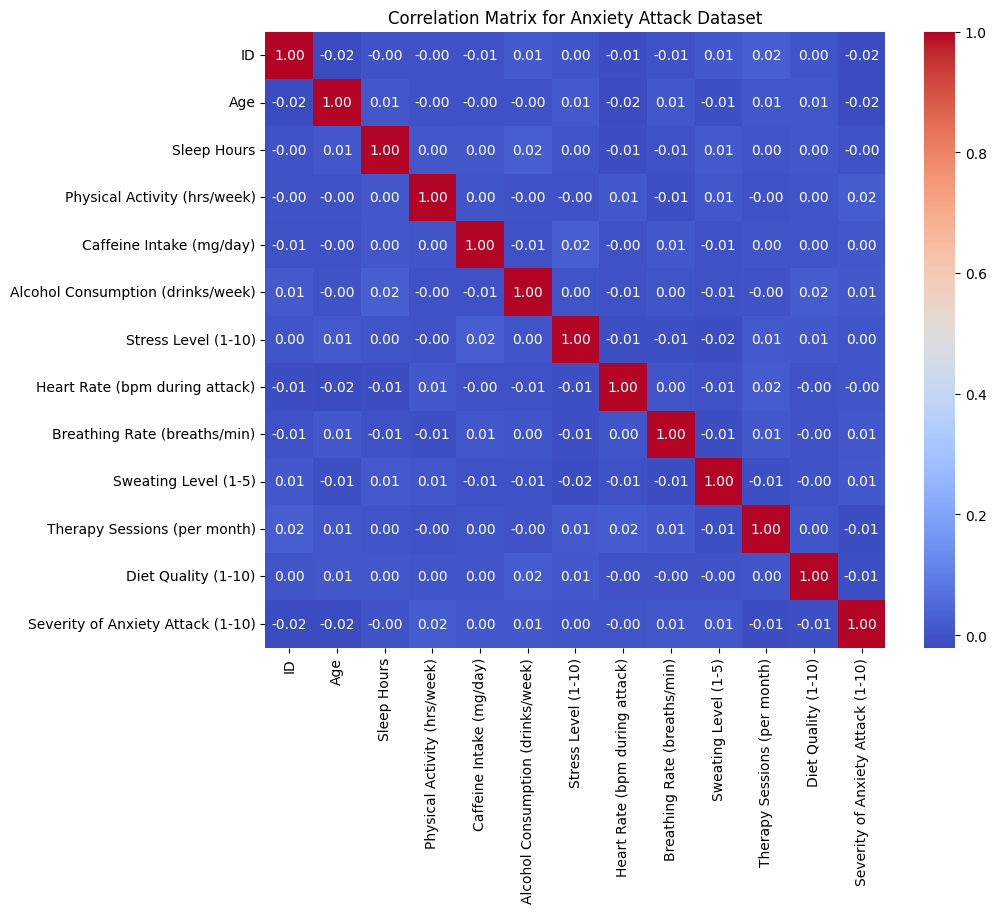 Correlation Matrix for Anxiety Attack Dataset
ID 1.00 -0.02 -0.00 -0.00 -0.01 0.01 0.00 -0.01 -0.01 0.01 0.02 0.00 -0.02
Age -0.02 1.00 0.01 -0.00 -0.00 -0.00 0.01 -0.02 0.01 -0.01 0.01 0.01 -0.02
Sleep Hours -0.00 0.01 1.00 0.00 0.00 0.02 0.00 -0.01 -0.01 0.01 0.00 0.00 -0.00
Physical Activity (hrs/week) -0.00 -0.00 0.00 1.00 0.00 -0.00 -0.00 0.01 -0.01 0.01 -0.00 0.00 0.02
Caffeine Intake (mg/day) -0.01 -0.00 0.00 0.00 1.00 -0.01 0.02 -0.00 0.01 -0.01 0.00 0.00 0.00
Alcohol Consumption (drinks/week) 0.01 -0.00 0.02 -0.00 -0.01 1.00 0.00 -0.01 0.00 -0.01 -0.00 0.02 0.01
Stress Level (1-10) 0.00 0.01 0.00 -0.00 0.02 0.00 1.00 -0.01 -0.01 -0.02 0.01 0.01 0.00
Heart Rate (bpm during attack) -0.01 -0.02 -0.01 0.01 -0.00 -0.01 -0.01 1.00 0.00 -0.01 0.02 -0.00 -0.00
Breathing Rate (breaths/min) -0.01 0.01 -0.01 -0.01 0.01 0.00 -0.01 0.00 1.00 -0.01 0.01 -0.00 0.01
Sweating Level (1-5) 0.01 -0.01 0.01 0.01 -0.01 -0.01 -0.02 -0.01 -0.01 1.00 -0.01 -0.00 0.01
Therapy Sessions (per month) 0.02 0.01 0.00 -0.00 0.00 -0.00 0.01 0.02 0.01 -0.01 1.00 0.00 -0.01
Diet Quality (1-10) 0.00 0.01 0.00 0.00 0.00 0.02 0.01 -0.00 -0.00 -0.00 0.00 1.00 -0.01
Severity of Anxiety Attack (1-10) -0.02 -0.02 -0.00 0.02 0.00 0.01 0.00 -0.00 0.01 0.01 -0.01 -0.01 1.00
ID
Age
Sleep Hours
Physical Activity (hrs/week)
Caffeine Intake (mg/day)
Alcohol Consumption (drinks/week)
Stress Level (1-10)
Heart Rate (bpm during attack)
Breathing Rate (breaths/min)
Sweating Level (1-5)
Therapy Sessions (per month)
Diet Quality (1-10)
Severity of Anxiety Attack (1-10)
1.0
0.8
0.6
0.4
0.2
0.0